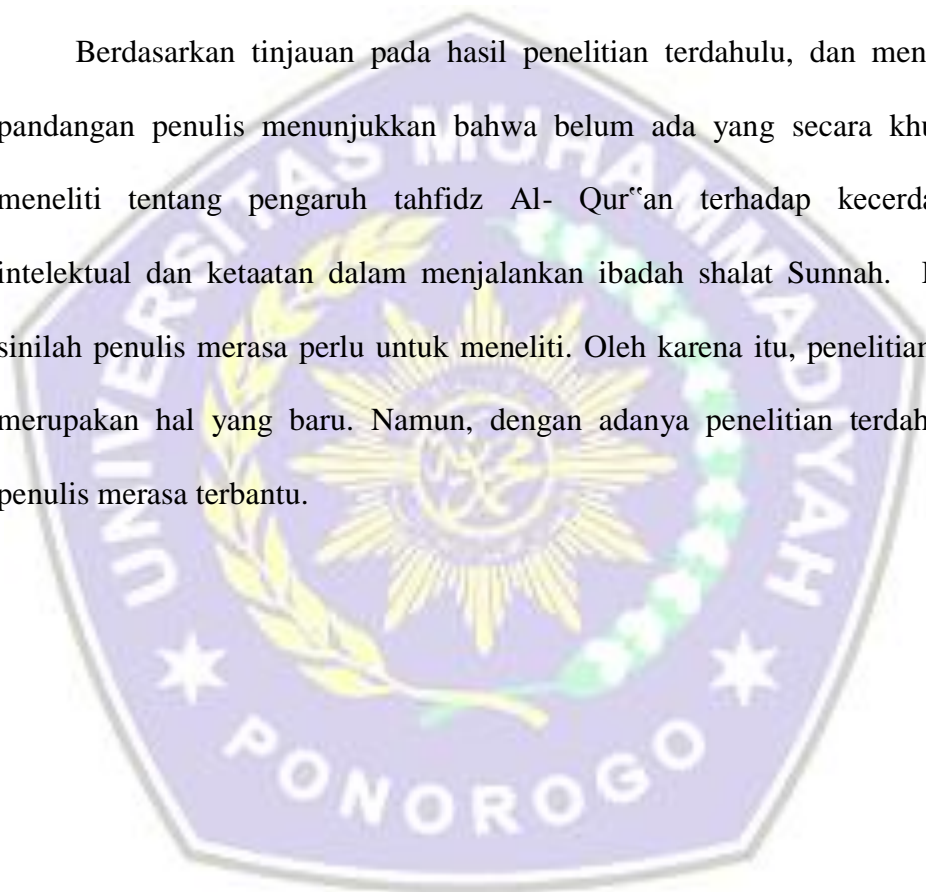 Berdasarkan tinjauan pada hasil penelitian terdahulu, dan men
pandangan penulis menunjukkan bahwa belum ada yang secara khu
meneliti tentang pengaruh tahfidz Al- Qur‟an terhadap kecerda
intelektual dan ketaatan dalam menjalankan ibadah shalat Sunnah.
sinilah penulis merasa perlu untuk meneliti. Oleh karena itu, penelitian
merupakan hal yang baru. Namun, dengan adanya penelitian terdah
penulis merasa terbantu.
UNIVERSITAS MUHAMMADIYAH
PONOROGO